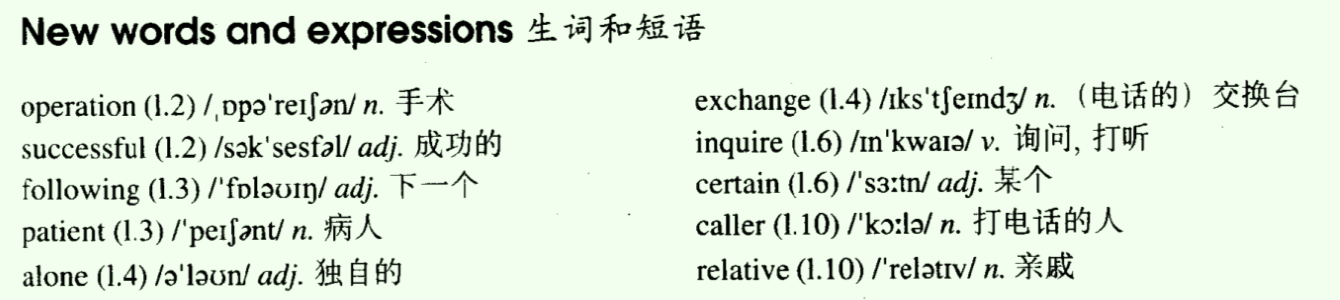 New words and expressions 生词和短语
operation (l.2) /ˌɒpəˈreɪʃən/ n. 手术
successful (l.2) /səkˈsesfəl/ adj. 成功的
following (l.3) /ˈfɒləʊɪŋ/ adj. 下一个
patient (l.3) /ˈpeɪʃənt/ n. 病人
alone (l.4) /əˈləʊn/ adj. 独自的
exchange (l.4) /ɪksˈtʃeɪndʒ/ n. （电话的）交换台
inquire (l.6) /ɪnˈkwaɪə/ v. 询问, 打听
certain (l.6) /ˈsɜːtn/ adj. 某个
caller (l.10) /ˈkɔːlə/ n. 打电话的人
relative (l.10) /ˈrelətɪv/ n. 亲戚